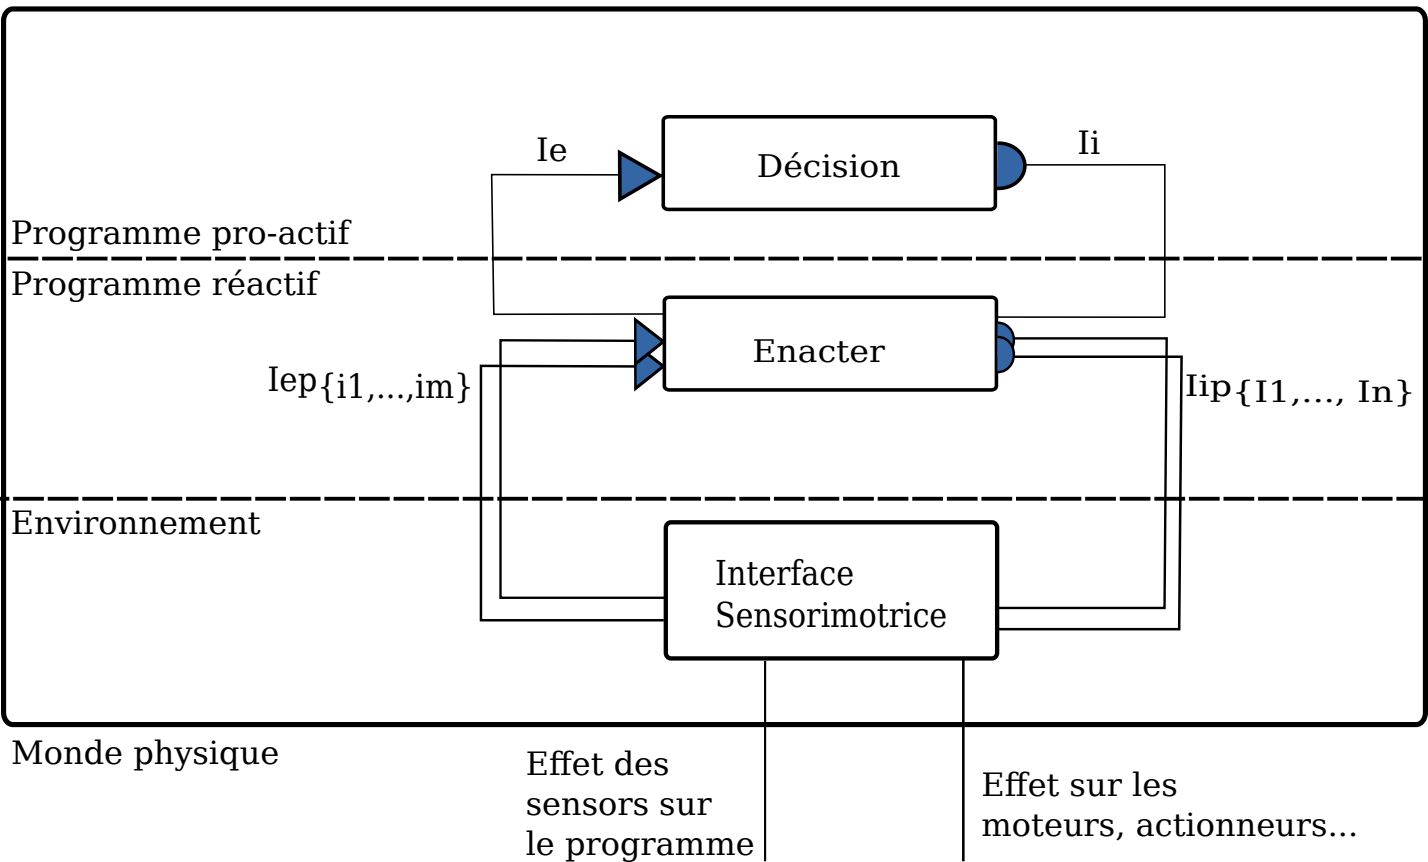 Ie
Ii
Décision
Programme pro-actif
Programme réactif
Enacter
Iep{i1,...,im}
Iip{I1,..., In}
Environnement
Interface
Sensorimotrice
Monde physique
Effet des
sensors sur
le programme
Effet sur les
moteurs, actionneurs...